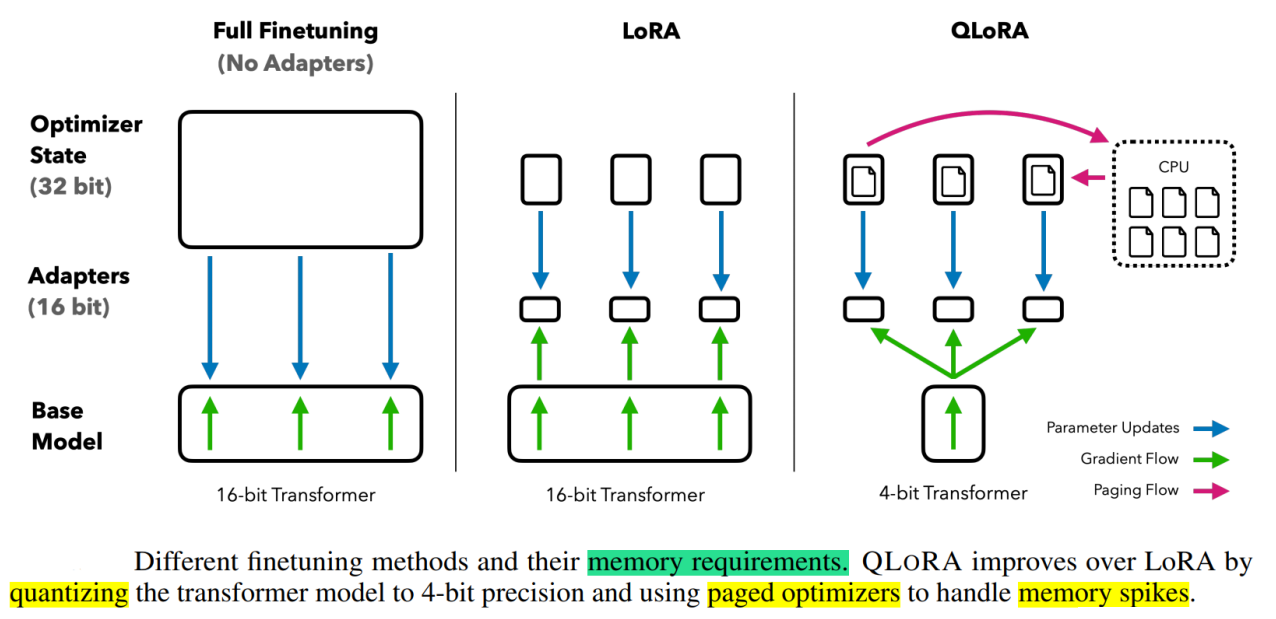 Full Finetuning
(No Adapters)
LoRA
QLoRA
Optimizer
State
(32 bit)
CPU
Adapters
(16 bit)
Base
Model
Parameter Updates
Gradient Flow
Paging Flow
16-bit Transformer
16-bit Transformer
4-bit Transformer
Different finetuning methods and their memory requirements. QLORA improves over LoRA by
quantizing the transformer model to 4-bit precision and using paged optimizers to handle memory spikes.